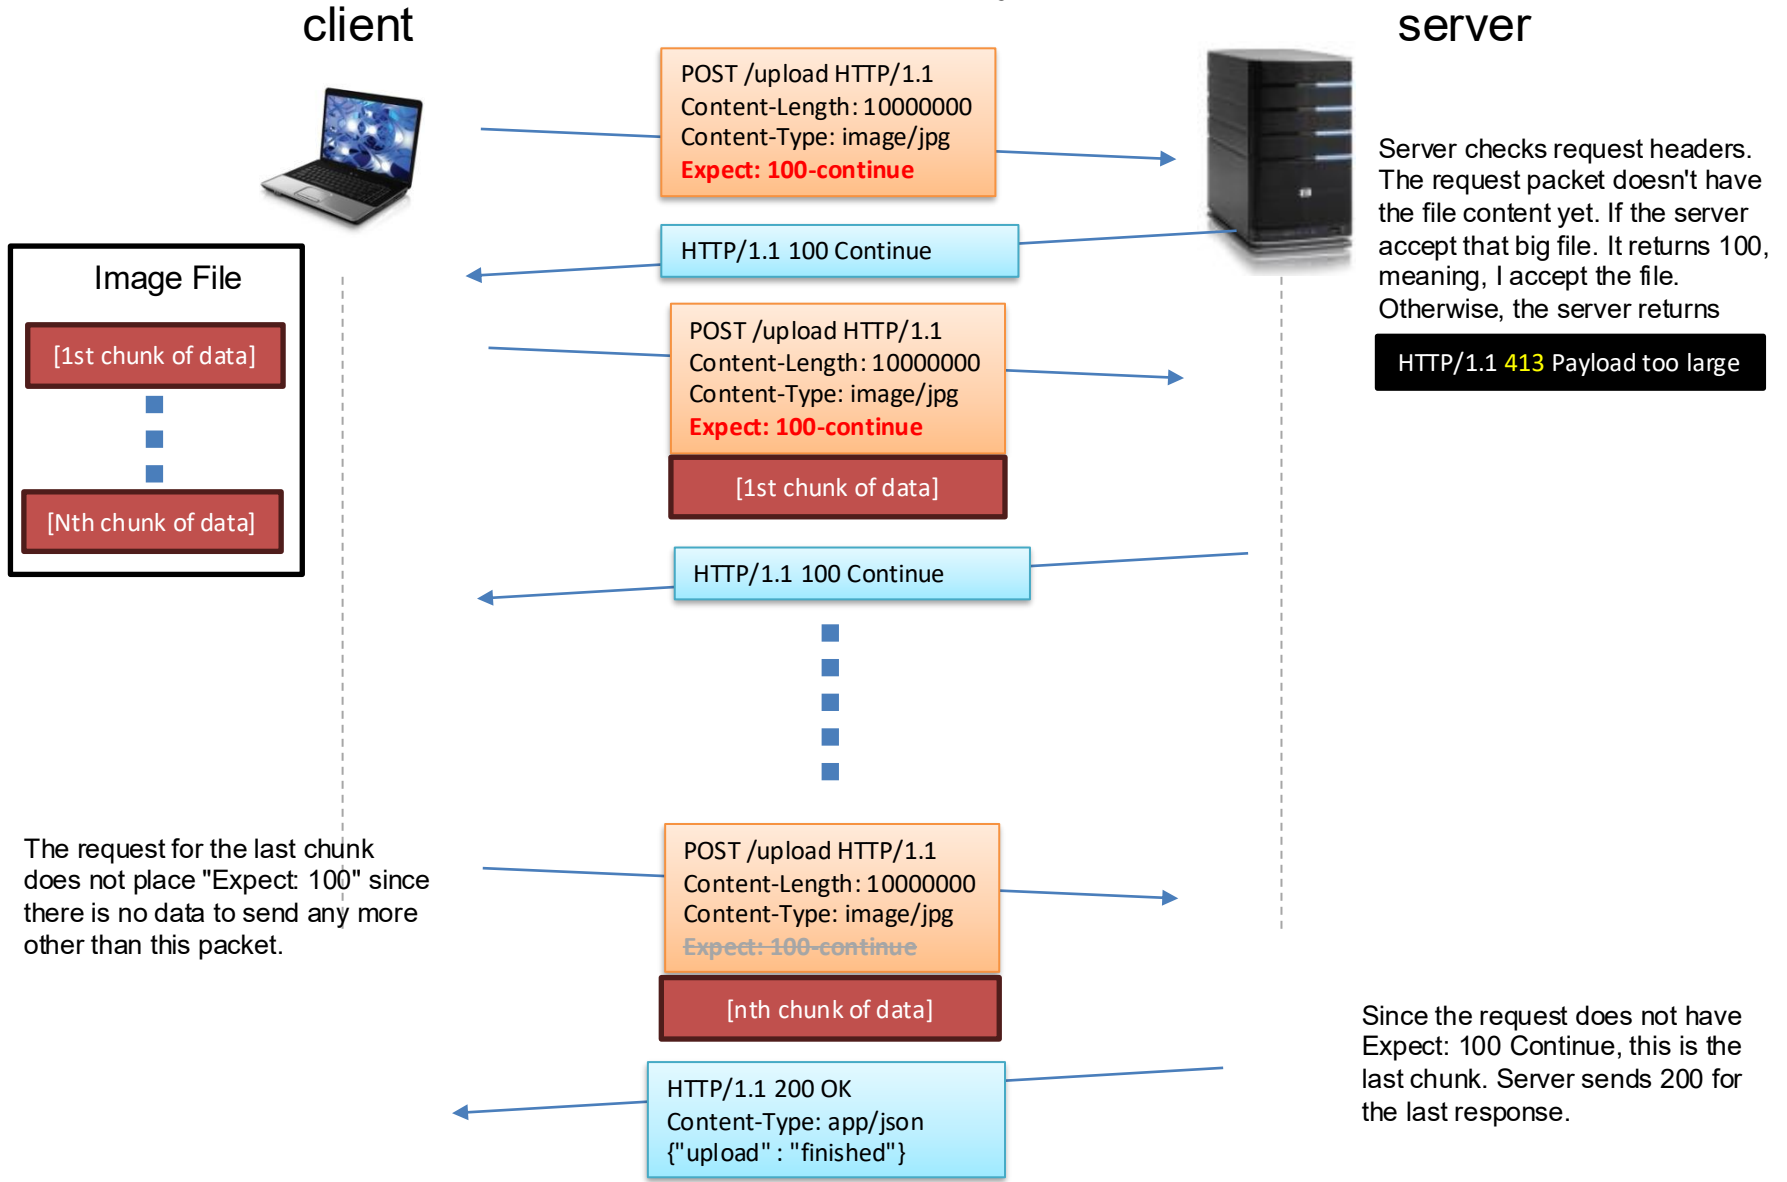 client
server
POST /upload HTTP/1.1
Content-Length: 10000000
Content-Type: image/jpg
Expect: 100-continue
Server checks request headers.
The request packet doesn't have
the file content yet. If the server
accept that big file. It returns 100,
meaning, I accept the file.
Otherwise, the server returns
HTTP/1.1 413 Payload too large
HTTP/1.1 100 Continue
Image File
[1st chunk of data]
[Nth chunk of data]
POST /upload HTTP/1.1
Content-Length: 10000000
Content-Type: image/jpg
Expect: 100-continue
[1st chunk of data]
HTTP/1.1 100 Continue
The request for the last chunk
does not place "Expect: 100" since
there is no data to send any more
other than this packet.
POST /upload HTTP/1.1
Content-Length: 10000000
Content-Type: image/jpg
Expect: 100-continue
[nth chunk of data]
Since the request does not have
Expect: 100 Continue, this is the
last chunk. Server sends 200 for
the last response.
HTTP/1.1 200 OK
Content-Type: app/json
{"upload" : "finished"}